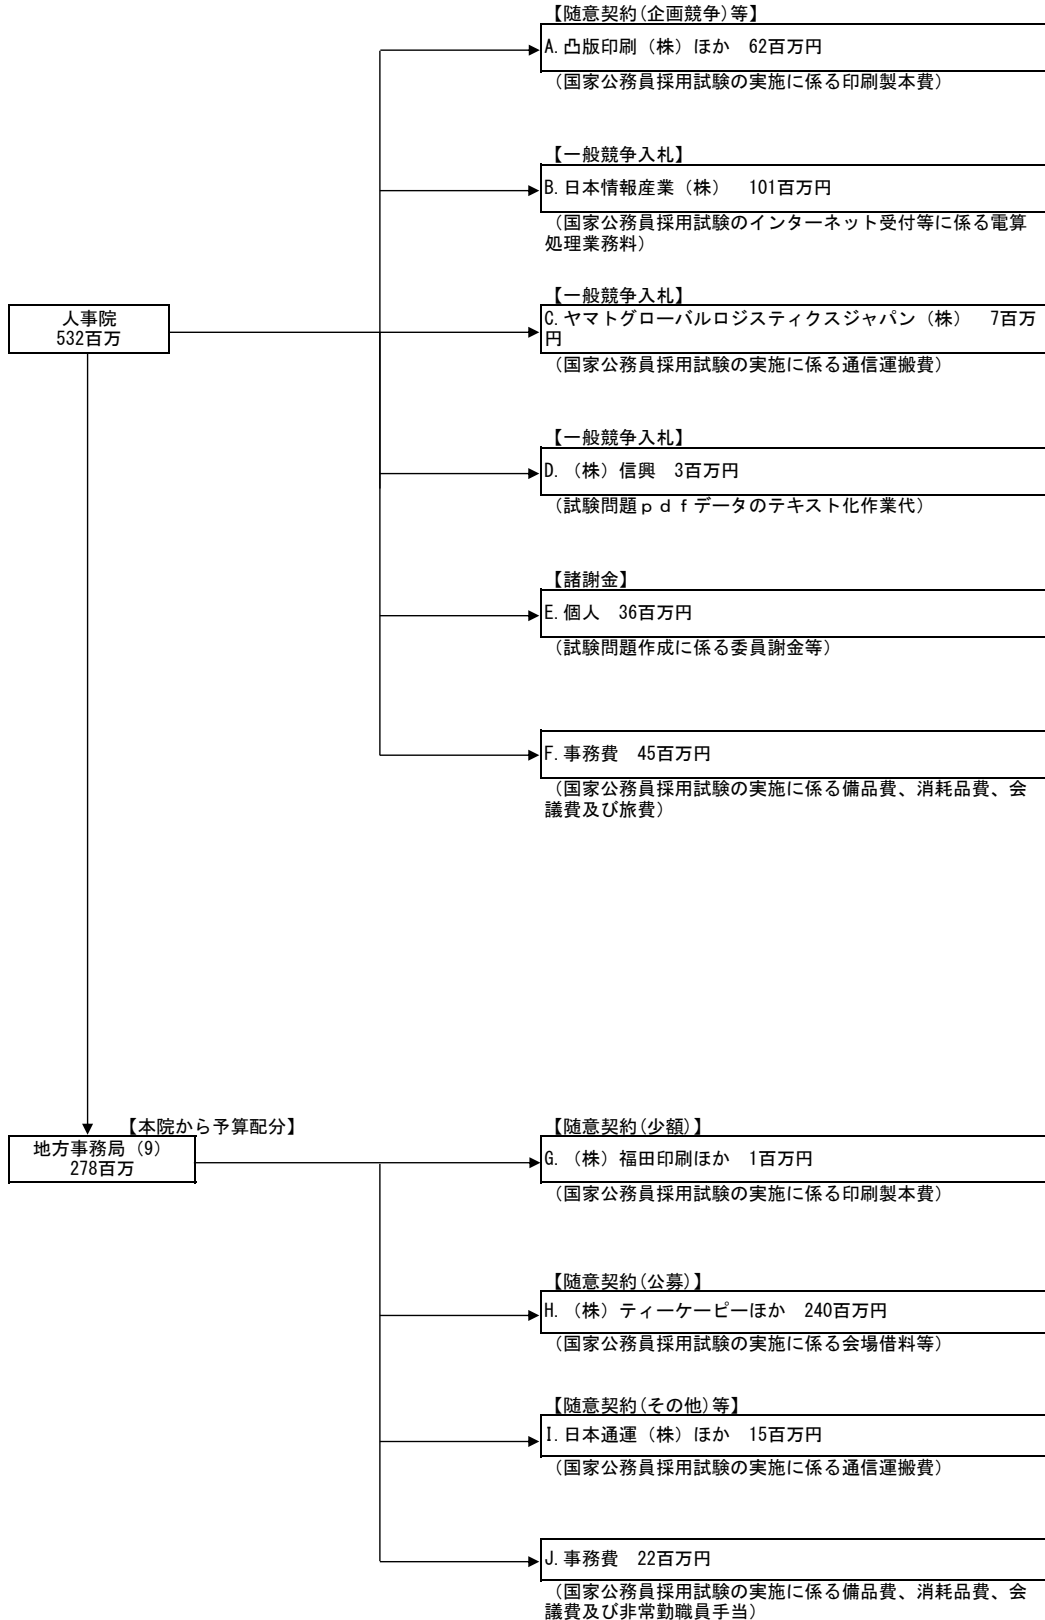 【随意契約(企画競争)等】
A.凸版印刷（株）ほか　62百万円
（国家公務員採用試験の実施に係る印刷製本費）
【一般競争入札】
B.日本情報産業（株）　101百万円
（国家公務員採用試験のインターネット受付等に係る電算
処理業務料）
【一般競争入札】
人事院
532百万
C.ヤマトグローバルロジスティクスジャパン（株）　7百万
円
（国家公務員採用試験の実施に係る通信運搬費）
【一般競争入札】
D.（株）信興　3百万円
（試験問題ｐｄｆデータのテキスト化作業代）
【諸謝金】
E.個人　36百万円
（試験問題作成に係る委員謝金等）
F.事務費　45百万円
（国家公務員採用試験の実施に係る備品費、消耗品費、会
議費及び旅費）
【本院から予算配分】
地方事務局（9）
278百万
【随意契約(少額)】
G.（株）福田印刷ほか　1百万円
（国家公務員採用試験の実施に係る印刷製本費）
【随意契約(公募)】
H.（株）ティーケーピーほか　240百万円
（国家公務員採用試験の実施に係る会場借料等）
【随意契約(その他)等】
I.日本通運（株）ほか　15百万円
（国家公務員採用試験の実施に係る通信運搬費）
J.事務費　22百万円
（国家公務員採用試験の実施に係る備品費、消耗品費、会
議費及び非常勤職員手当）